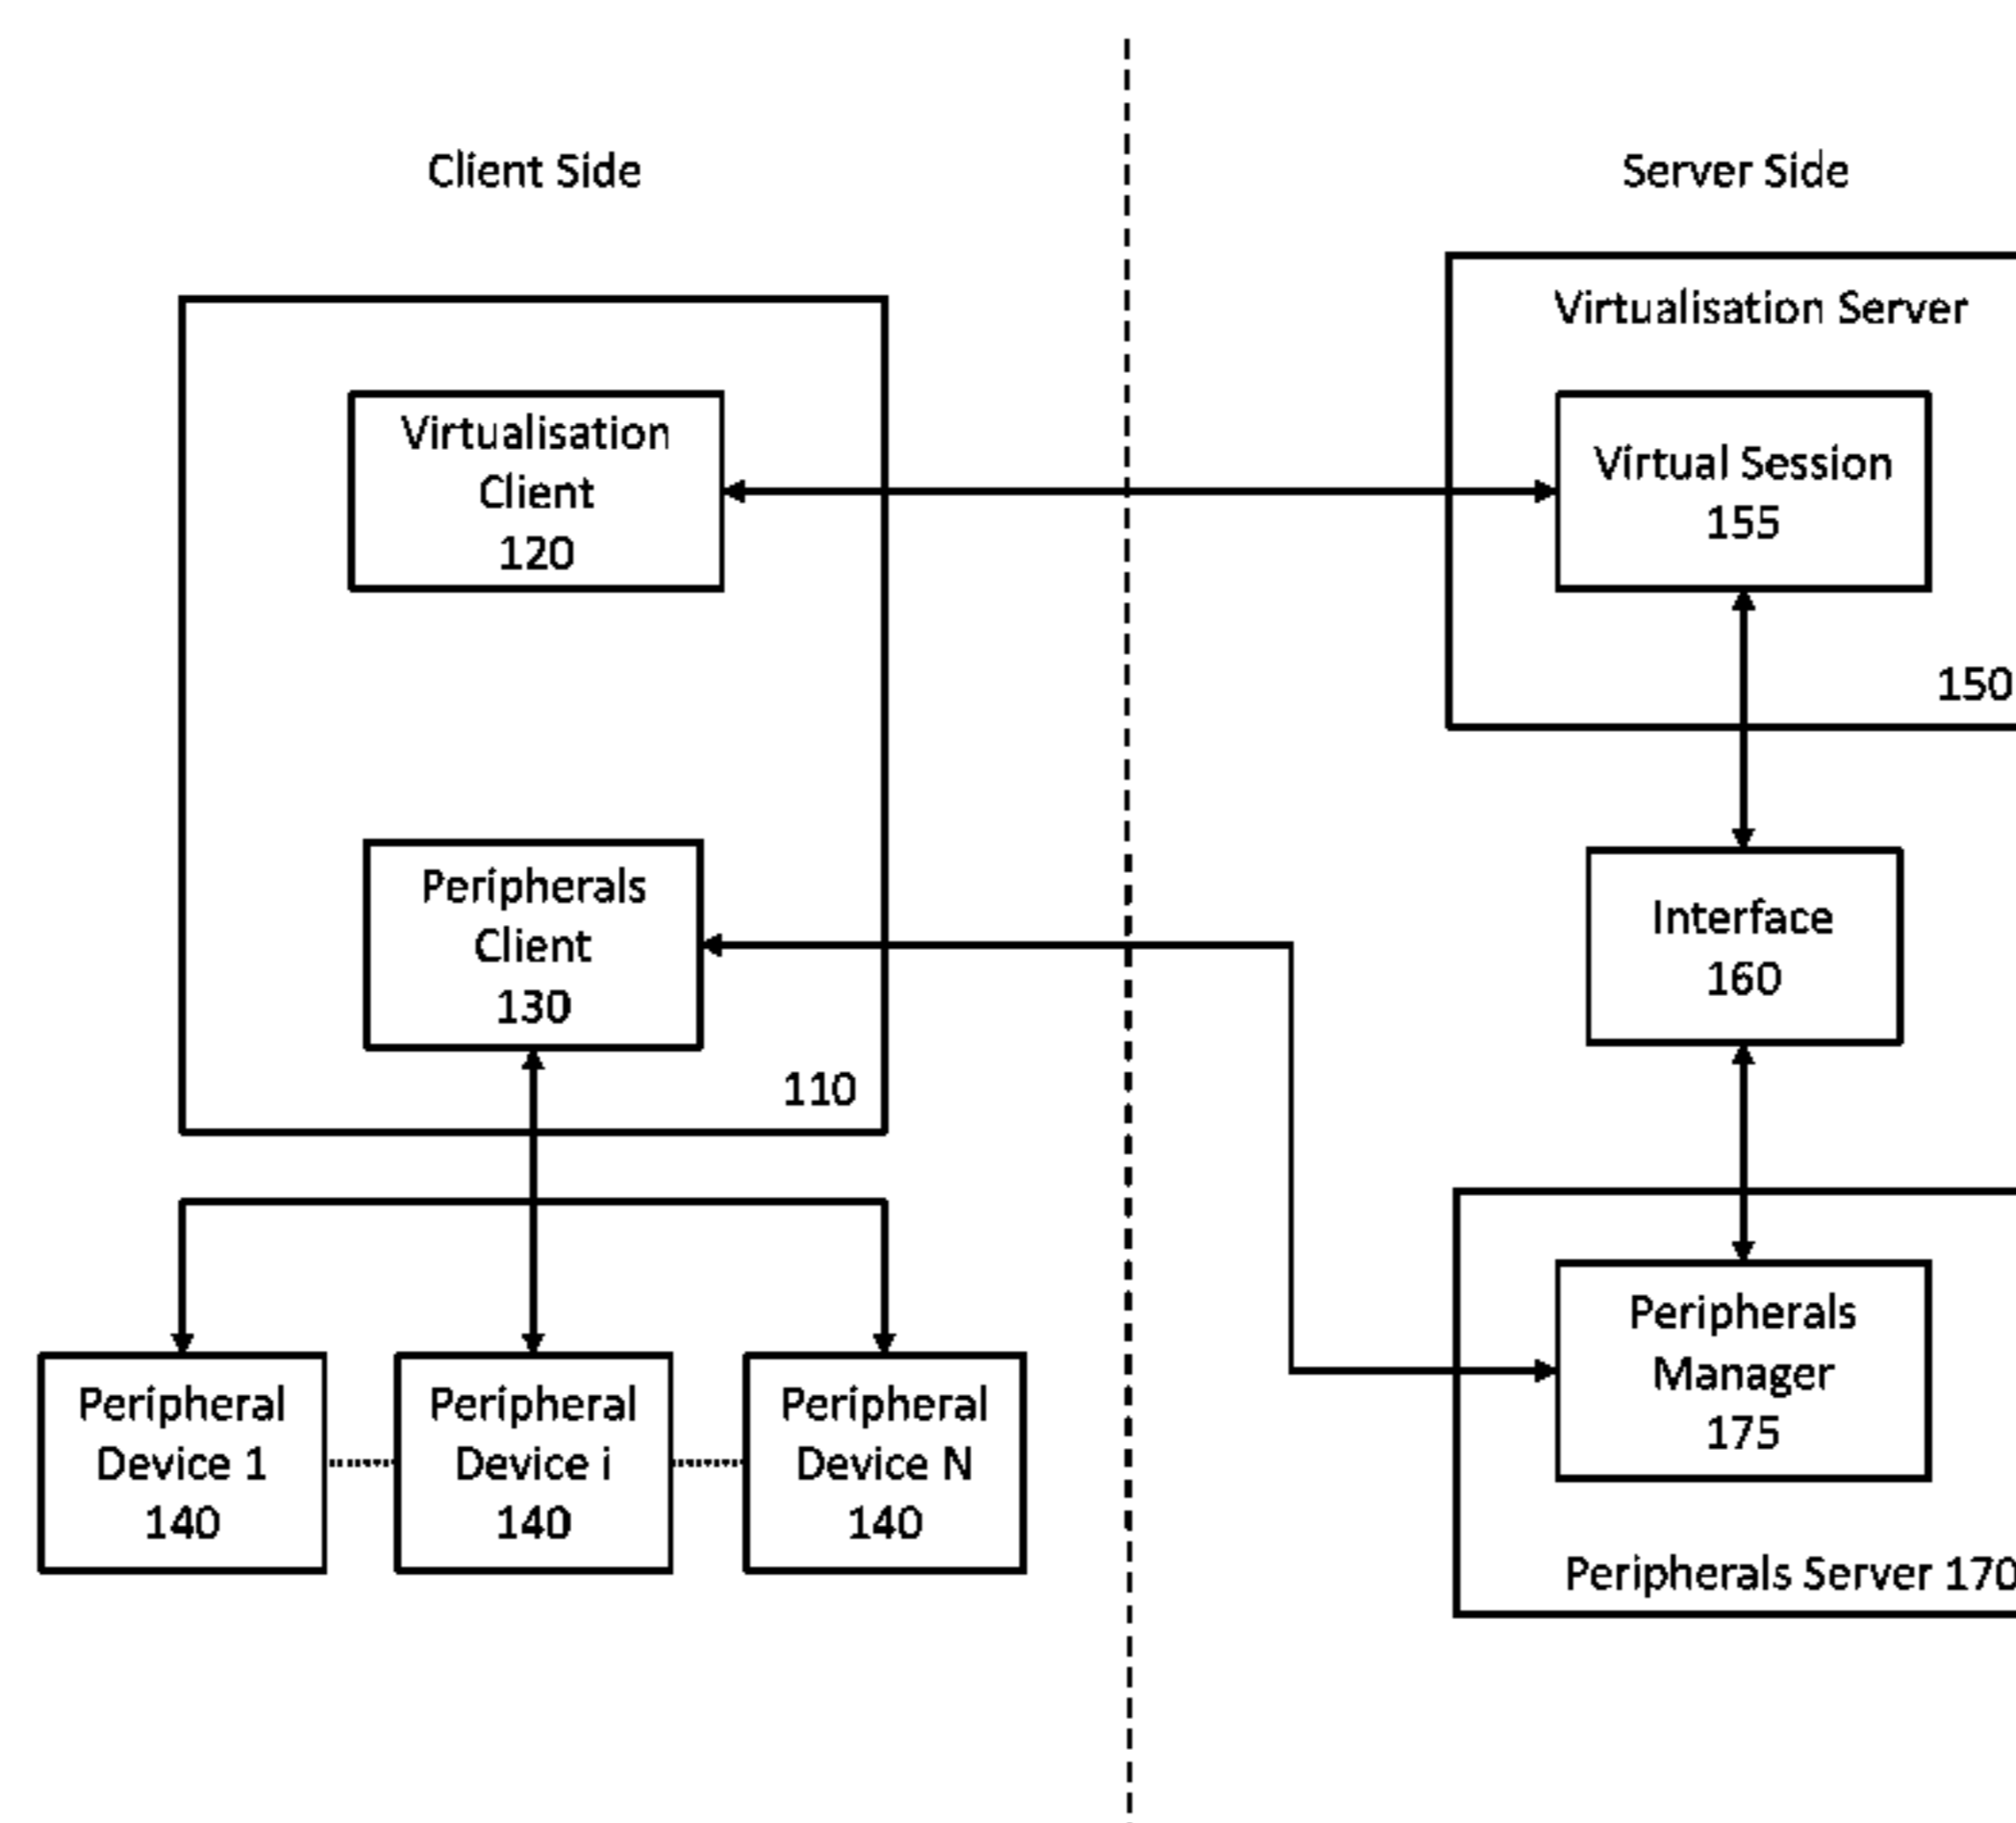 Client Side
Server Side
Virtualisation Server
Virtualisation
Client
120
Virtual Session
155
150
Peripherals
Client
130
110
Interface
160
Peripheral
Device 1
140
Peripheral
Device i
140
Peripheral
Device N
140
Peripherals
Manager
175
Peripherals Server 170